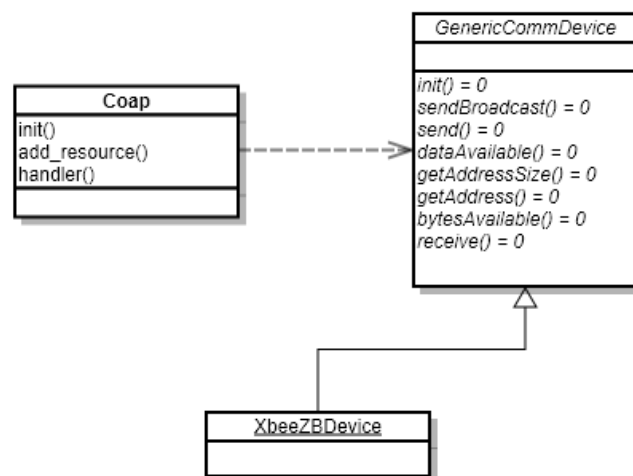 GenericCommDevice
init() = 0
sendBroadcast() = 0
send() = 0
dataAvailable() = 0
getAddressSize() = 0
getAddress() = 0
bytesAvailable() = 0
receive() = 0
Coap
init()
add_resource()
handler()
XbeeZBDevice